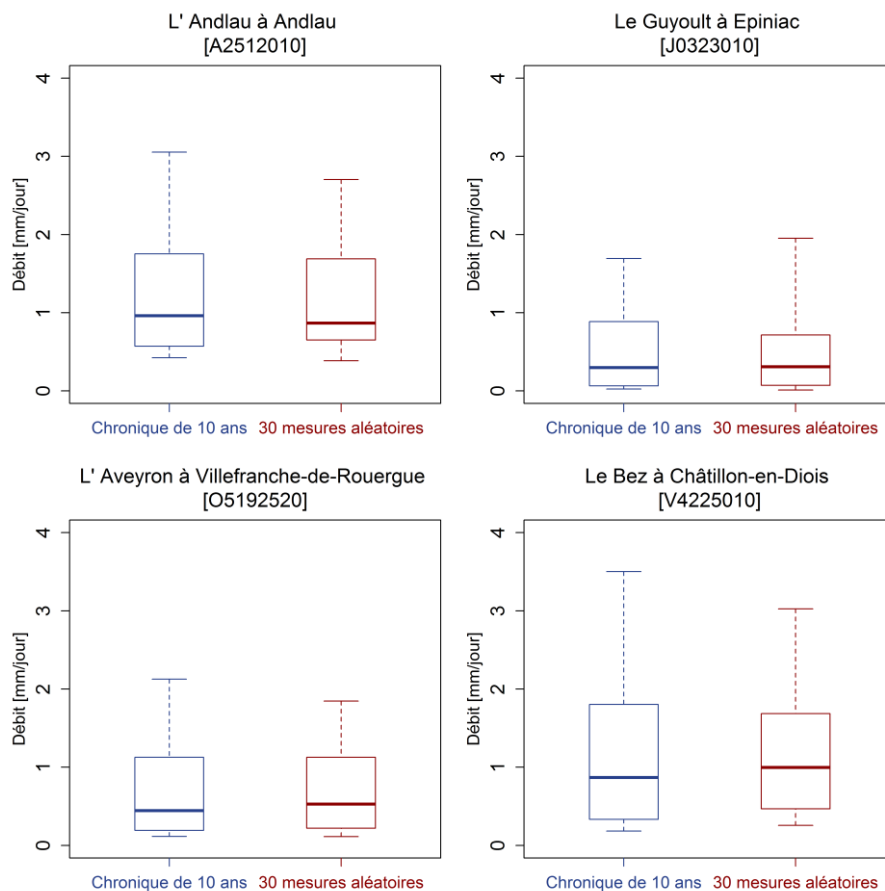 L' Andlau à Andlau
[A2512010]
Débit [mm/jour]
4
3
2
1
0
Chronique de 10 ans 30 mesures aléatoires
Le Guyoult à Epiniac
[J0323010]
Débit [mm/jour]
4
3
2
1
0
Chronique de 10 ans 30 mesures aléatoires
L' Aveyron à Villefranche-de-Rouergue
[O5192520]
Débit [mm/jour]
4
3
2
1
0
Chronique de 10 ans 30 mesures aléatoires
Le Bez à Châtillon-en-Diois
[V4225010]
Débit [mm/jour]
4
3
2
1
0
Chronique de 10 ans 30 mesures aléatoires